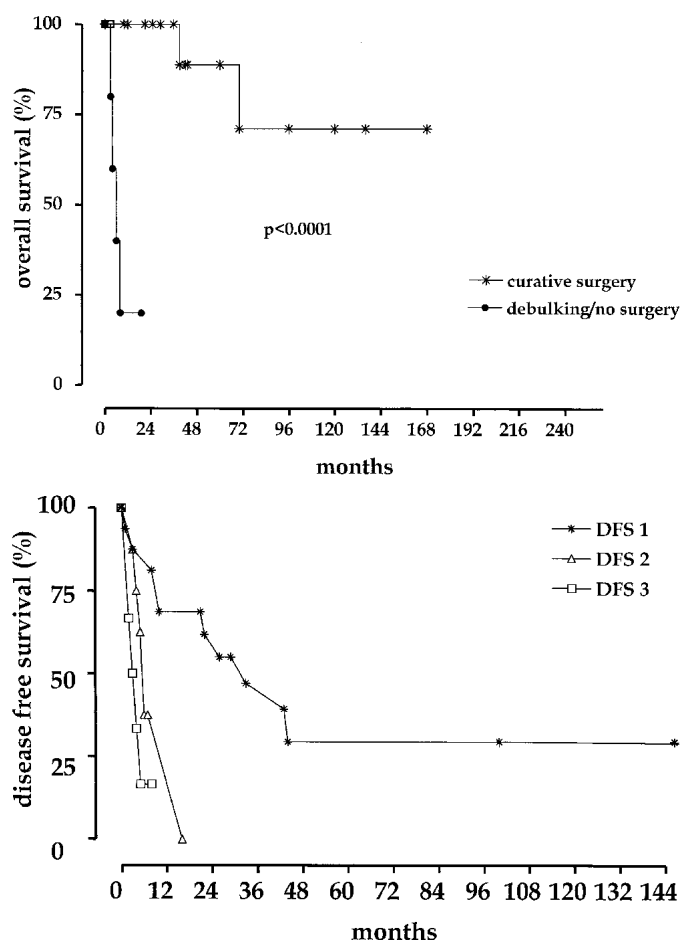 100
75
50
25
0
overall survival (%)
p<0.0001
curative surgery
debulking/no surgery
0 24 48 72 96 120 144 168 192 216 240
months
100
75
50
25
0
disease free survival (%)
DFS 1
DFS 2
DFS 3
0 12 24 36 48 60 72 84 96 108 120 132 144
months